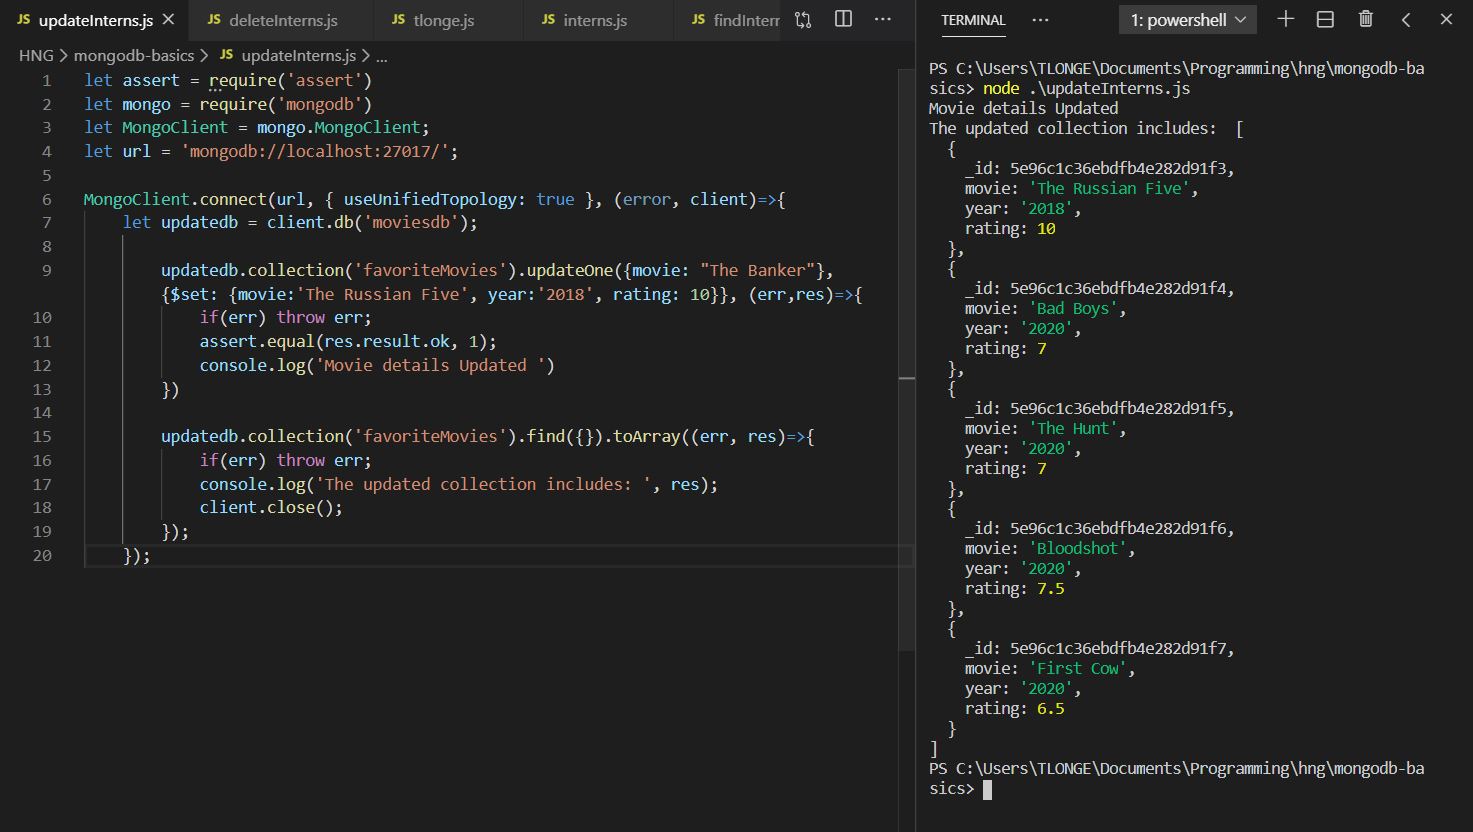 JS updateInterns.js × JS deleteInterns.js JS tlonge.js JS interns.js JS findIntern
HNG > mongodb-basics > JS updateInterns.js > ...
1 let assert = require('assert')
2 let mongo = require('mongodb')
3 let MongoClient = mongo.MongoClient;
4 let url = 'mongodb://localhost:27017/';
5
6 MongoClient.connect(url, { useUnifiedTopology: true }, (error, client)=>{
7 let updatedb = client.db('moviesdb');
8
9 updatedb.collection('favoriteMovies').updateOne({movie: "The Banker"},
{$set: {movie:'The Russian Five', year:'2018', rating: 10}}, (err,res)=>{
10 if(err) throw err;
11 assert.equal(res.result.ok, 1);
12 console.log('Movie details Updated ')
13 })
14
15 updatedb.collection('favoriteMovies').find({}).toArray((err, res)=>{
16 if(err) throw err;
17 console.log('The updated collection includes: ', res);
18 client.close();
19 });
20 });
TERMINAL ... 1: powershell
PS C:\Users\TLONGE\Documents\Programming\hng\mongodb-ba
sics> node .\updateInterns.js
Movie details Updated
The updated collection includes:  [
{
_id: 5e96c1c36ebdfb4e282d91f3,
movie: 'The Russian Five',
year: '2018',
rating: 10
},
{
_id: 5e96c1c36ebdfb4e282d91f4,
movie: 'Bad Boys',
year: '2020',
rating: 7
},
{
_id: 5e96c1c36ebdfb4e282d91f5,
movie: 'The Hunt',
year: '2020',
rating: 7
},
{
_id: 5e96c1c36ebdfb4e282d91f6,
movie: 'Bloodshot',
year: '2020',
rating: 7.5
},
{
_id: 5e96c1c36ebdfb4e282d91f7,
movie: 'First Cow',
year: '2020',
rating: 6.5
}
]
PS C:\Users\TLONGE\Documents\Programming\hng\mongodb-ba
sics>